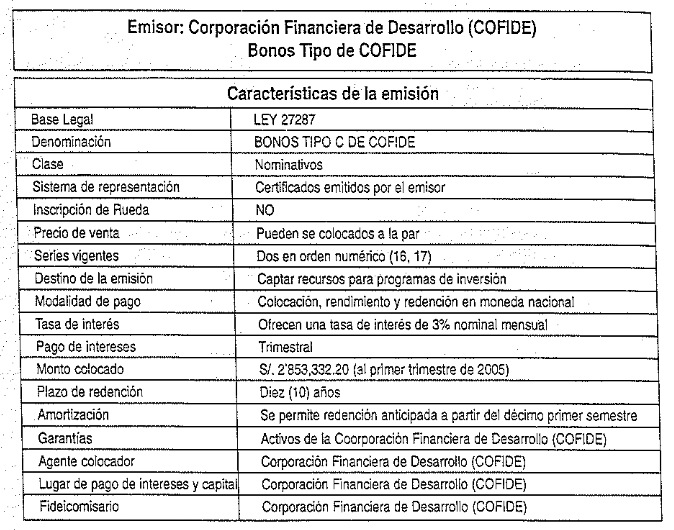 Emisor: Corporación Financiera de Desarrollo (COFIDE)
Bonos Tipo de COFIDE
Características de la emisión
Base Legal LEY 27287
Denominación BONOS TIPO C DE COFIDE
Clase Nominativos
Sistema de representación Certificados emitidos por el emisor
Inscripción de Rueda NO
Precio de venta Pueden se colocados a la par
Series vigentes Dos en orden numérico (16, 17)
Destino de la emisión Captar recursos para programas de inversión
Modalidad de pago Colocación, rendimiento y redención en moneda nacional
Tasa de interés Ofrecen una tasa de interés de 3% nominal mensual
Pago de intereses Trimestral
Monto colocado S/. 2'853,332.20 (al primer trimestre de 2005)
Plazo de redención Diez (10) años
Amortización Se permite redención anticipada a partir del décimo primer semestre
Garantías Activos de la Coorporación Financiera de Desarrollo (COFIDE)
Agente colocador Corporación Financiera de Desarrollo (COFIDE)
Lugar de pago de intereses y capital Corporación Financiera de Desarrollo (COFIDE)
Fideicomisario Corporación Financiera de Desarrollo (COFIDE)